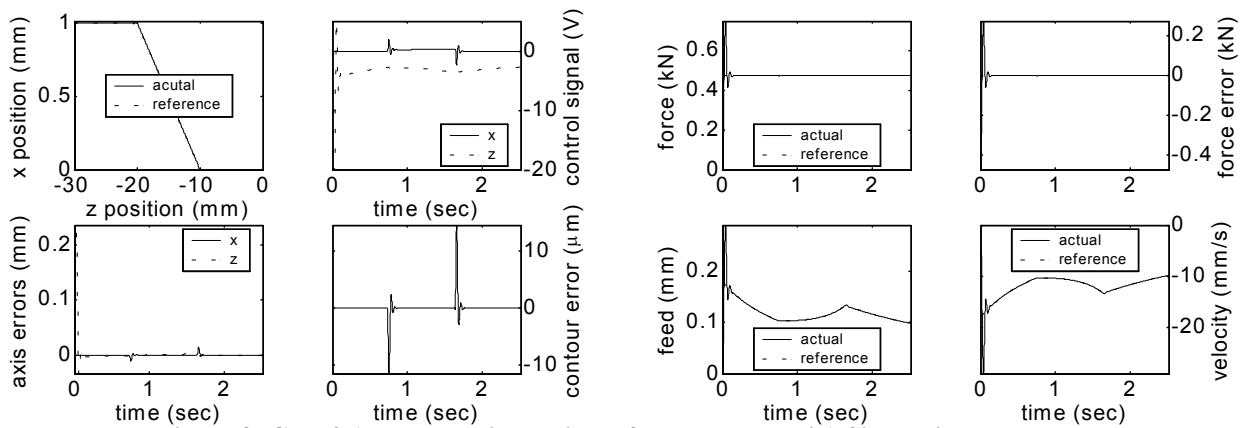 x position (mm)
1
0.5
0
-30 -20 -10 0
z position (mm)
acutal
reference
control signal (V)
0
-10
-20
0 1 2
time (sec)
x
z
force (kN)
0.6
0.4
0.2
0
0 1 2
actual
reference
force error (kN)
0.2
0
-0.2
-0.4
0 1 2
axis errors (mm)
0.2
0.1
0
0 1 2
time (sec)
x
z
contour error (μm)
10
0
-10
0 1 2
time (sec)
feed (mm)
0.2
0.1
0
0 1 2
time (sec)
actual
reference
velocity (mm/s)
0
-10
-20
0 1 2
time (sec)
actual
reference